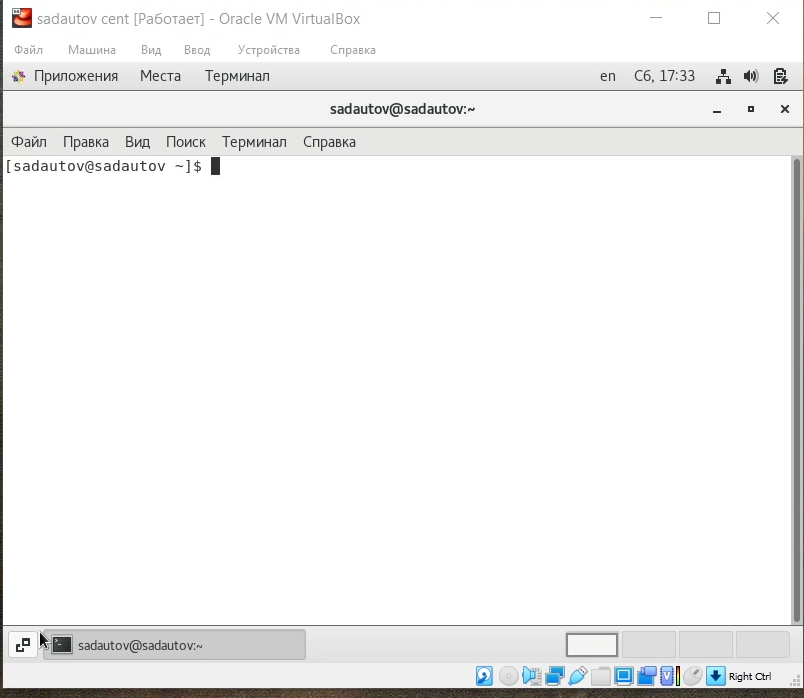 sadautov cent [Работает] - Oracle VM VirtualBox
Файл Машина Вид Ввод Устройства Справка
Приложения Места Терминал en Сб, 17:33
sadautov@sadautov:~
Файл Правка Вид Поиск Терминал Справка
[sadautov@sadautov ~]$
sadautov@sadautov:~
Right Ctrl